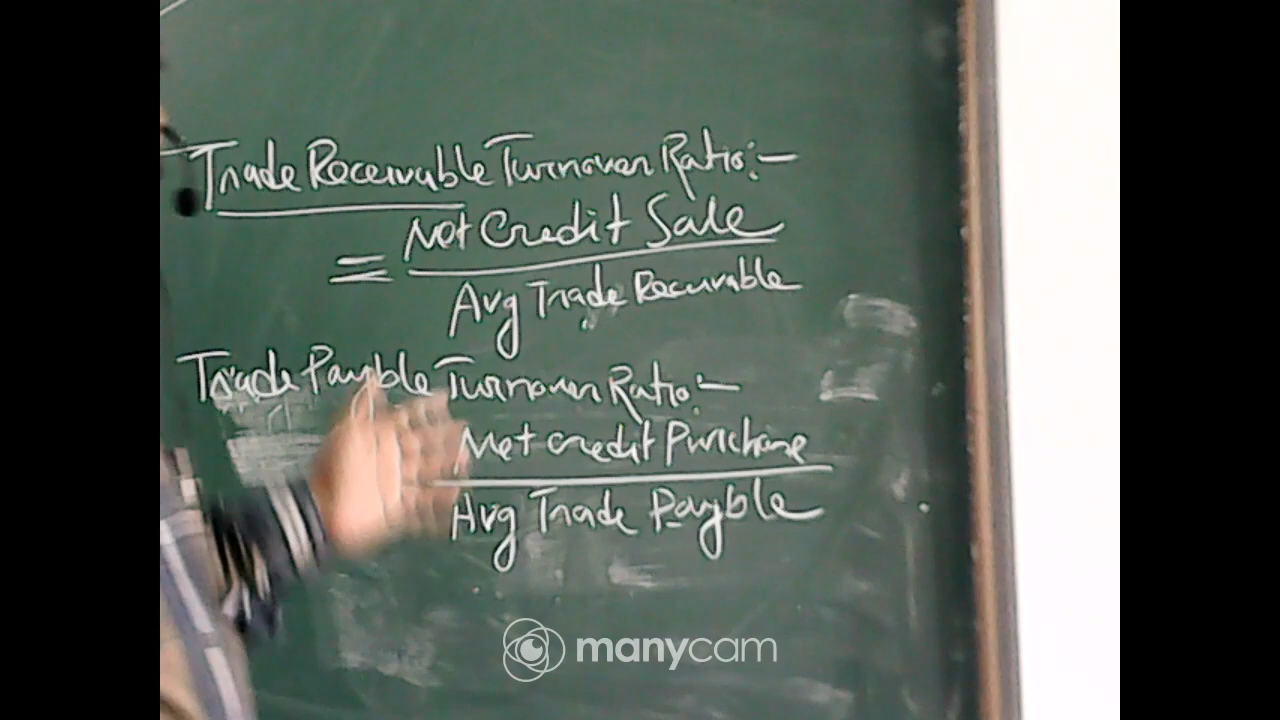 Trade Receivable Turnover Ratio:-
= Net Credit Sale
Avg Trade Receivable
Trade Payble Turnover Ratio:-
Net credit Purchase
Avg Trade Payble
manycam